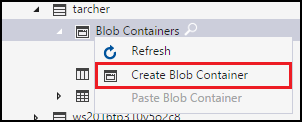 tarcher
Blob Containers
Refresh
Create Blob Container
Paste Blob Container